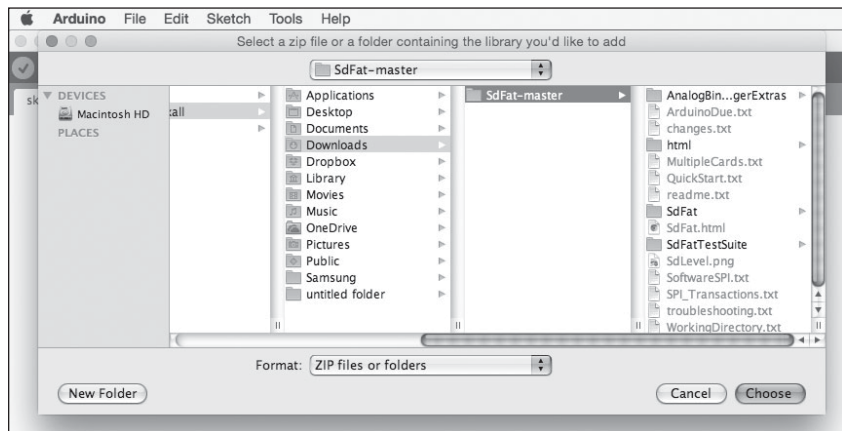 Arduino File Edit Sketch Tools Help
Select a zip file or a folder containing the library you'd like to add
SdFat-master
sk
DEVICES
Macintosh HD
PLACES
all
Applications
Desktop
Documents
Downloads
Dropbox
Library
Movies
Music
OneDrive
Pictures
Public
Samsung
untitled folder
SdFat-master
AnalogBin...gerExtras
ArduinoDue.txt
changes.txt
html
MultipleCards.txt
QuickStart.txt
readme.txt
SdFat
SdFat.html
SdFatTestSuite
SdLevel.png
SoftwareSPI.txt
SPI_Transactions.txt
troubleshooting.txt
WorkingDirectory.txt
Format: ZIP files or folders
New Folder
Cancel
Choose